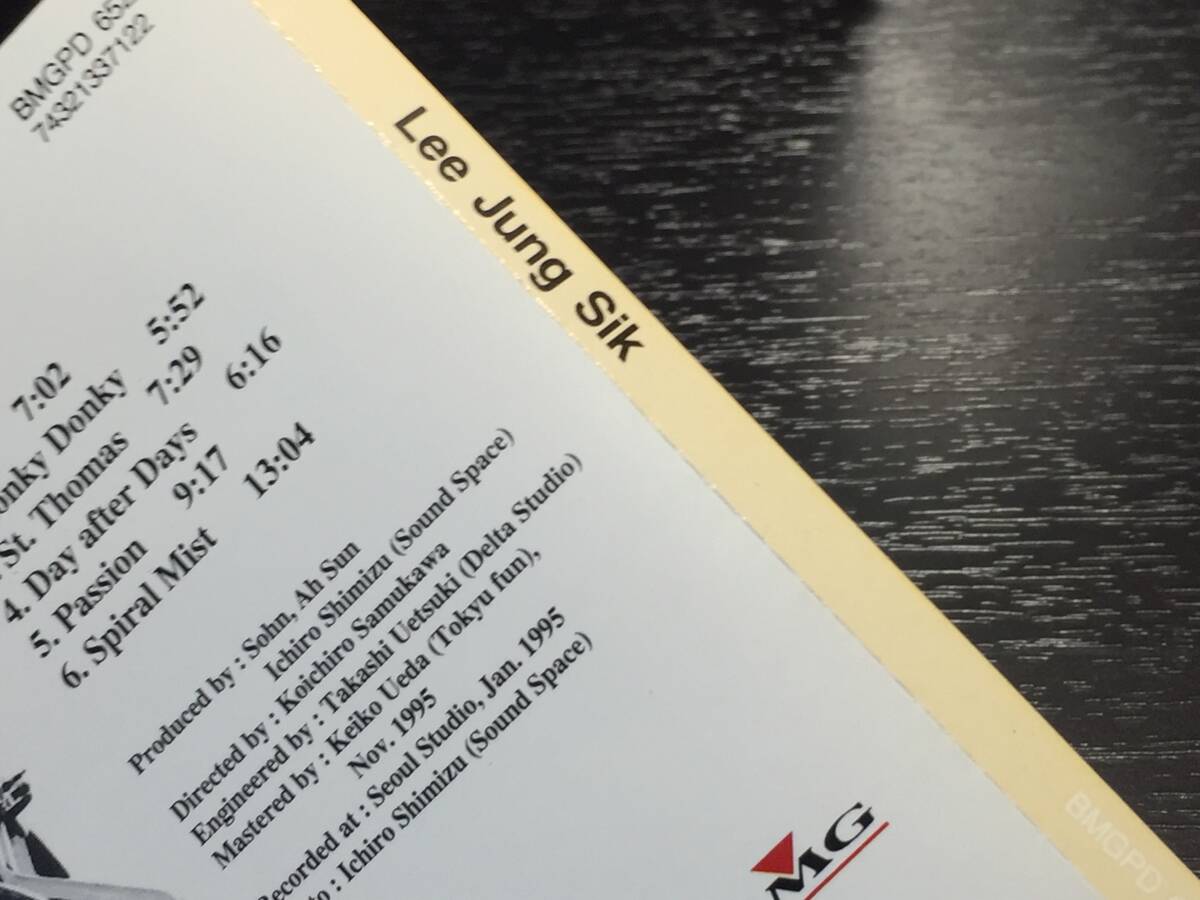 BMGPD
74321337122
Lee Jung Sik
7:02
Donky 5:52
St. Thomas 7:29
4. Day after Days 6:16
5. Passion 9:17
6. Spiral Mist 13:04
Produced by : Sohn, Ah Sun
Ichiro Shimizu (Sound Space)
Directed by : Koichiro Samukawa
Engineered by : Takashi Uetsuki (Delta Studio)
Mastered by : Keiko Ueda (Tokyu fun),
Nov. 1995
Recorded at : Seoul Studio, Jan. 1995
: Ichiro Shimizu (Sound Space)
MG
BMGPD